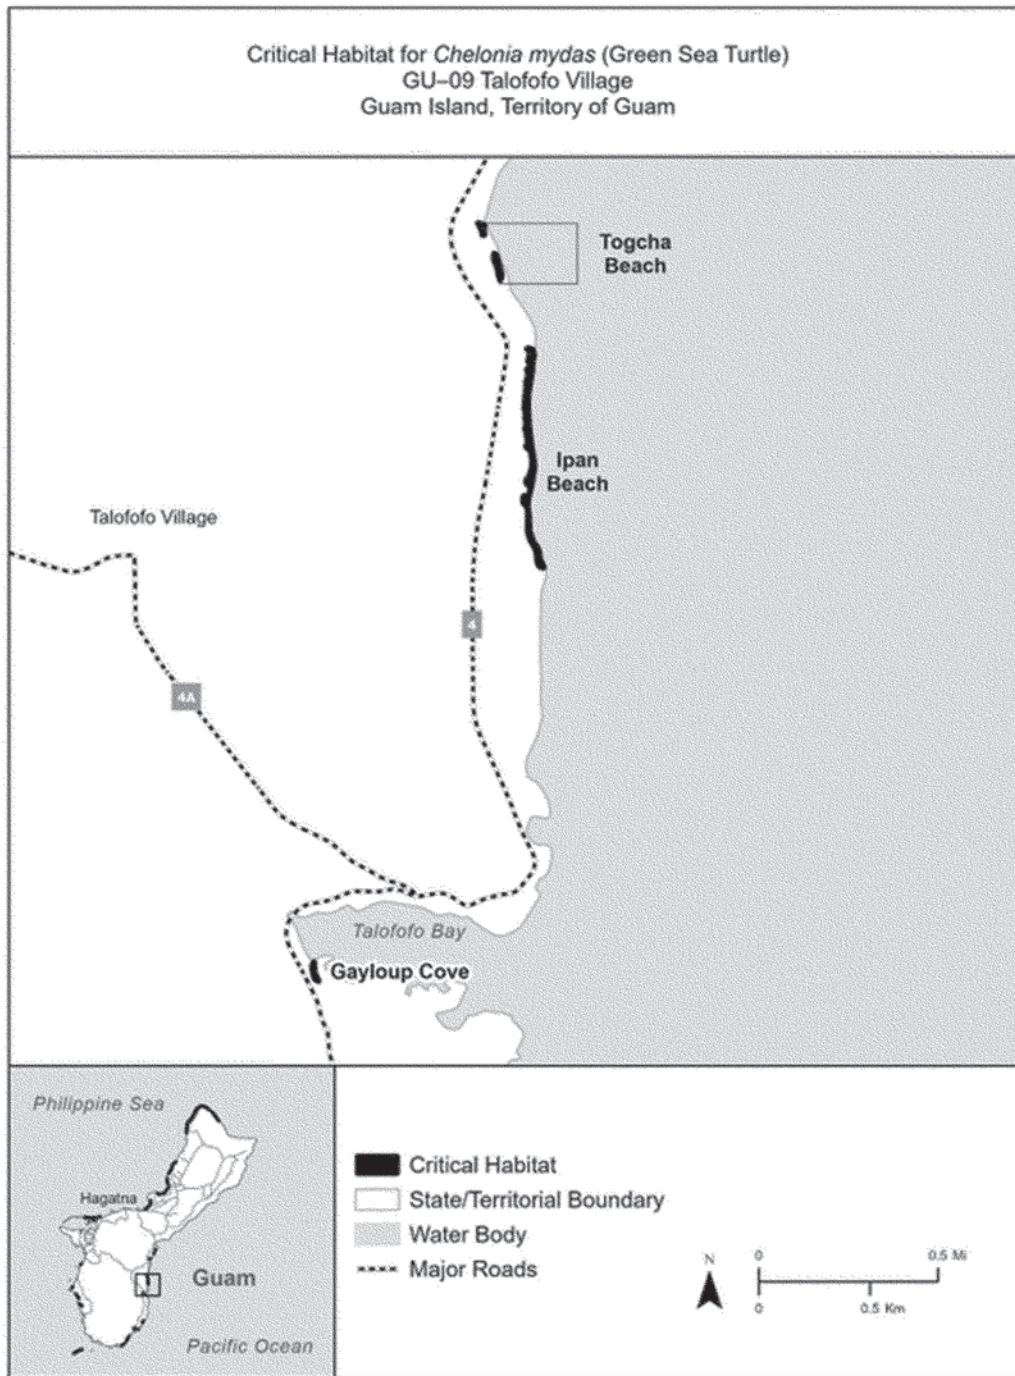 Critical Habitat for Chelonia mydas (Green Sea Turtle)
GU–09 Talofofo Village
Guam Island, Territory of Guam
Togcha
Beach
Ipan
Beach
Talofofo Village
4
4A
Talofofo Bay
Gayloup Cove
Philippine Sea
Hagatna
Guam
Pacific Ocean
Critical Habitat
State/Territorial Boundary
Water Body
Major Roads
N
0 0.5 Mi
0 0.5 Km